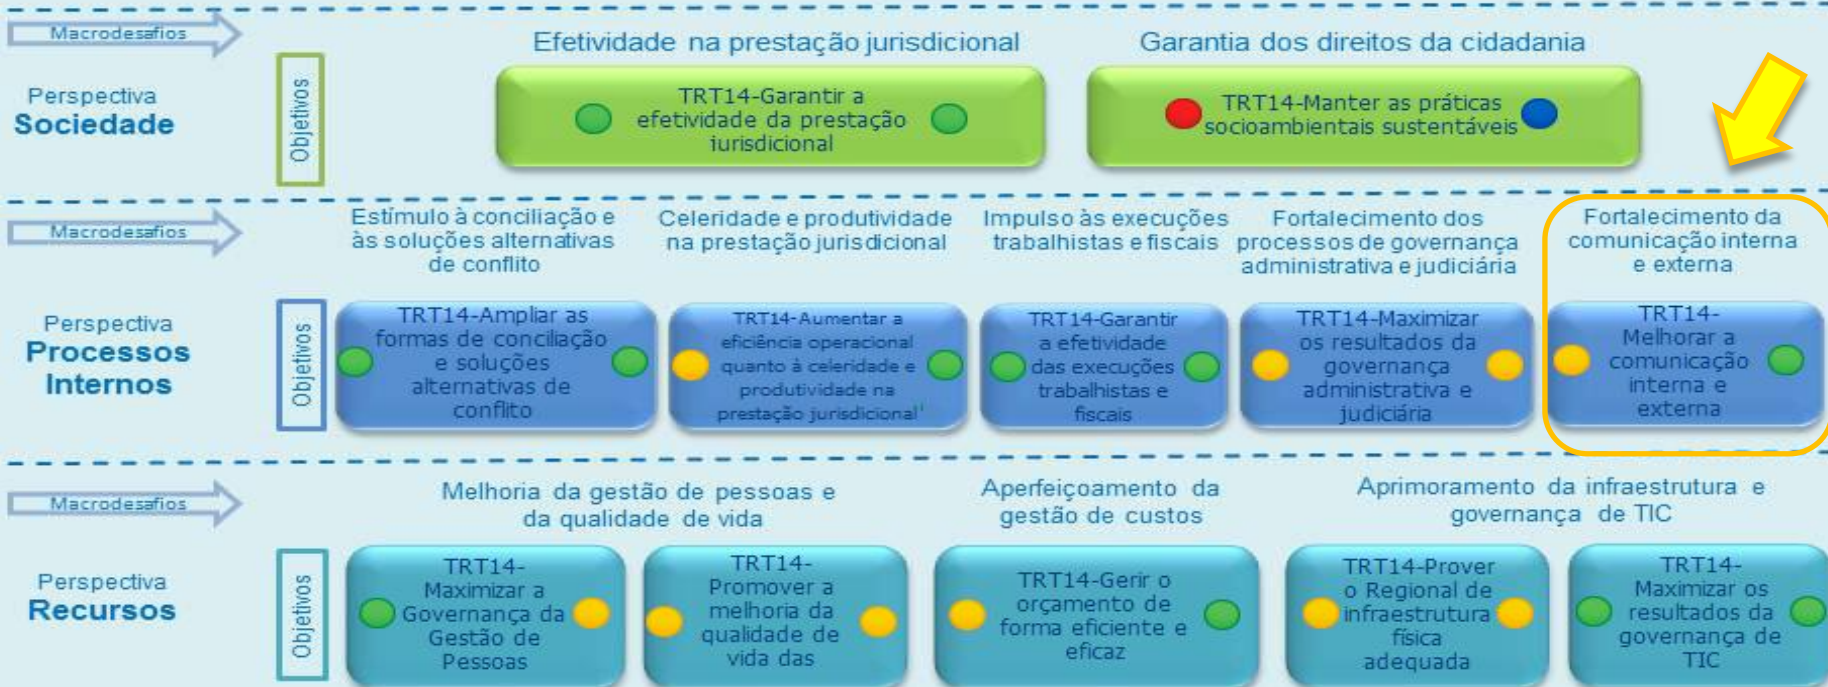 Macrodesafios
Efetividade na prestação jurisdicional
Garantia dos direitos da cidadania
Perspectiva
Sociedade
Objetivos
TRT14-Garantir a
efetividade da prestação
jurisdicional
TRT14-Manter as práticas
socioambientais sustentáveis
Macrodesafios
Estímulo à conciliação e
às soluções alternativas
de conflito
Celeridade e produtividade
na prestação jurisdicional
Impulso às execuções
trabalhistas e fiscais
Fortalecimento dos
processos de governança
administrativa e judiciária
Fortalecimento da
comunicação interna
e externa
Perspectiva
Processos
Internos
Objetivos
TRT14-Ampliar as
formas de conciliação
e soluções
alternativas de
conflito
TRT14-Aumentar a
eficiência operacional
quanto à celeridade e
produtividade na
prestação jurisdicional¹
TRT14-Garantir
a efetividade
das execuções
trabalhistas e
fiscais
TRT14-Maximizar
os resultados da
governança
administrativa e
judiciária
TRT14-
Melhorar a
comunicação
interna e
externa
Macrodesafios
Melhoria da gestão de pessoas e
da qualidade de vida
Aperfeiçoamento da
gestão de custos
Aprimoramento da infraestrutura e
governança de TIC
Perspectiva
Recursos
Objetivos
TRT14-
Maximizar a
Governança da
Gestão de
Pessoas
TRT14-
Promover a
melhoria da
qualidade de
vida das
TRT14-Gerir o
orçamento de
forma eficiente e
eficaz
TRT14-Prover
o Regional de
infraestrutura
física
adequada
TRT14-
Maximizar os
resultados da
governança de
TIC